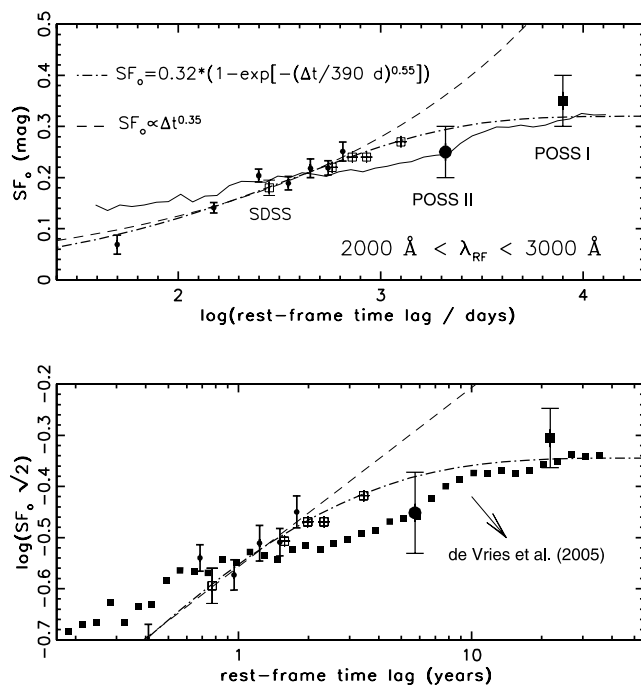 0.5
0.4
0.3
0.2
0.1
0
SF₀ (mag)
SF₀=0.32*(1−exp[−(Δt/390 d)^0.55])
SF₀∝Δt^0.35
SDSS
POSS II
POSS I
2000 Å < λ_RF < 3000 Å
2 3 4
log(rest-frame time lag / days)
-0.2
-0.3
-0.4
-0.5
-0.6
-0.7
log(SF₀ √2)
de Vries et al. (2005)
1 10
rest-frame time lag (years)